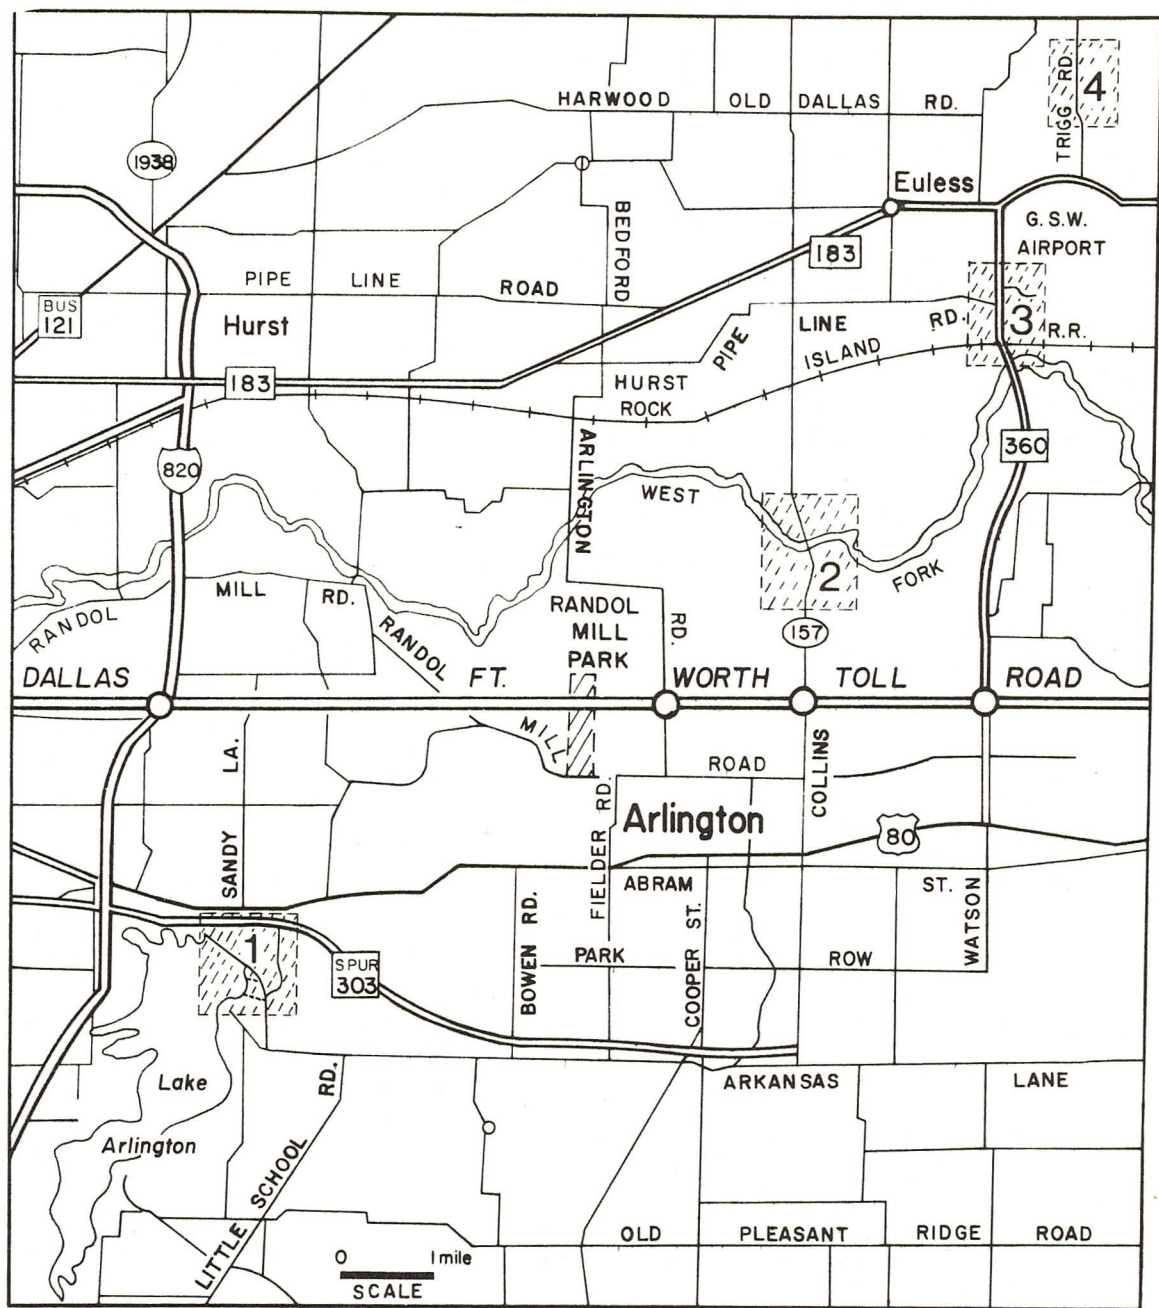 TRIGG RD.
4
HARWOOD OLD DALLAS RD.
1938
Euless
BEDFORD
G.S.W.
AIRPORT
183
PIPE LINE ROAD
BUS
121
Hurst
PIPE LINE RD.
3
ISLAND R.R.
183
HURST
ROCK
ARLINGTON
360
820
WEST
2
FORK
RANDOL MILL RD.
RANDOL
MILL
PARK
RANDOL
RD.
157
DALLAS FT. WORTH TOLL ROAD
MILL
ROAD
SANDY LA.
FIELDER RD.
COLLINS
Arlington
80
ABRAM ST.
BOWEN RD.
COOPER ST.
WATSON
1
SPUR
303
PARK ROW
Lake
Arlington
ARKANSAS LANE
LITTLE SCHOOL RD.
OLD PLEASANT RIDGE ROAD
0 1 mile
SCALE